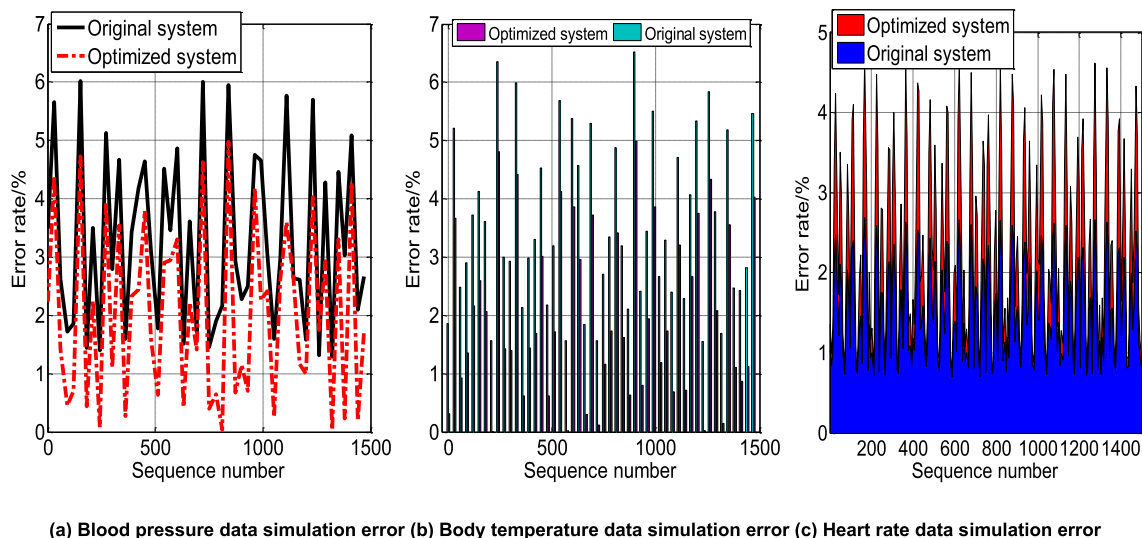 Original system
Optimized system
7
6
5
4
3
2
1
0
Error rate/%
0
500
1000
1500
Sequence number
Optimized system
Original system
7
6
5
4
3
2
1
0
Error rate/%
0
500
1000
1500
Sequence number
Optimized system
Original system
5
4
3
2
1
0
Error rate/%
200 400 600 800 1000 1200 1400
Sequence number
(a) Blood pressure data simulation error (b) Body temperature data simulation error (c) Heart rate data simulation error